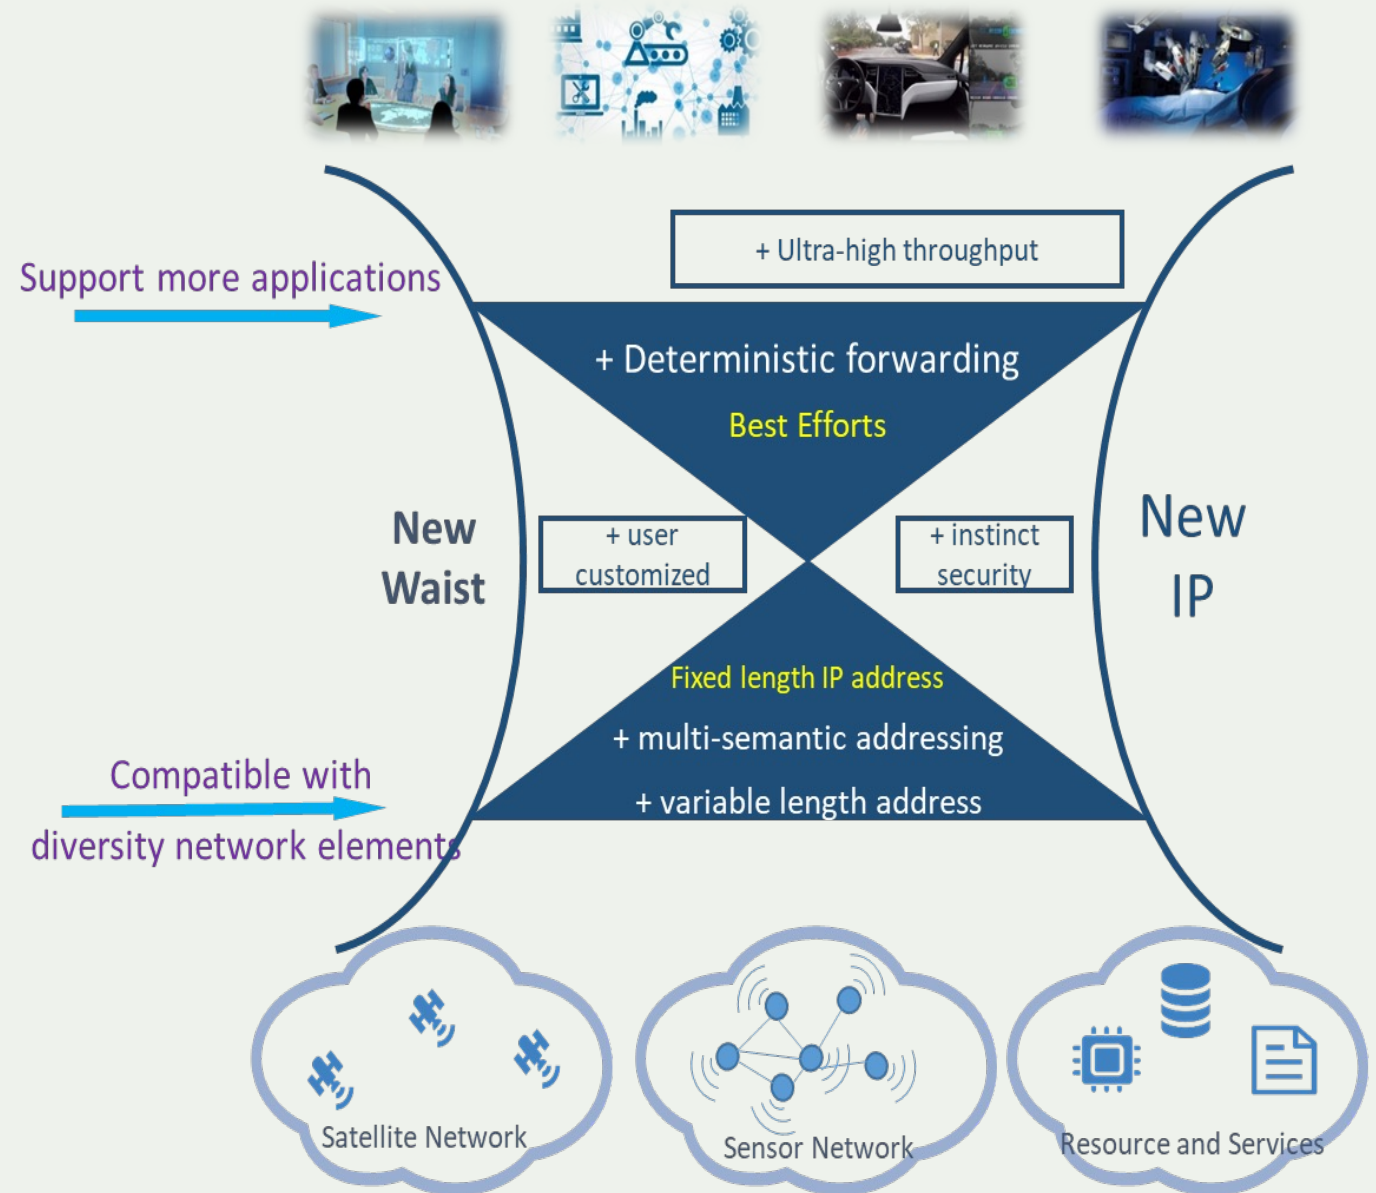 + Ultra-high throughput
Support more applications
+ Deterministic forwarding
Best Efforts
New
Waist
+ user
customized
+ instinct
security
New
IP
Fixed length IP address
+ multi-semantic addressing
+ variable length address
Compatible with
diversity network elements
Satellite Network
Sensor Network
Resource and Services